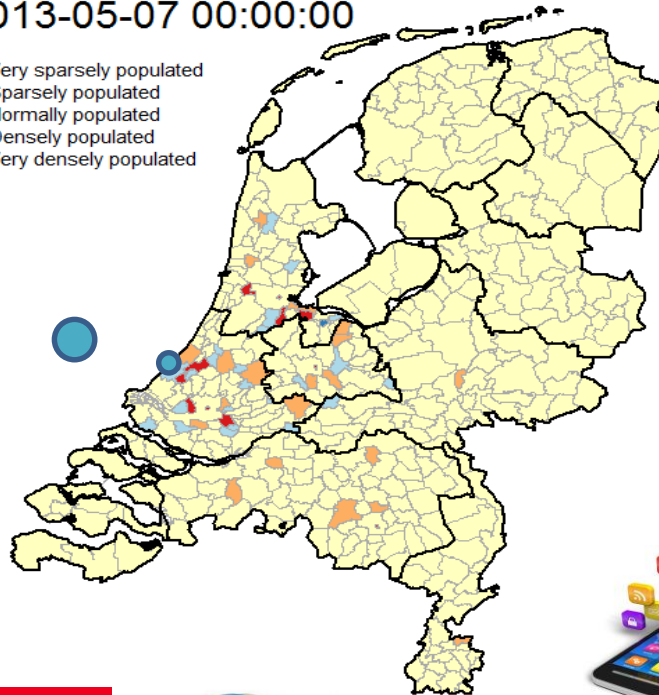 013-05-07 00:00:00
ery sparsely populated
parsely populated
ormally populated
ensely populated
ery densely populated